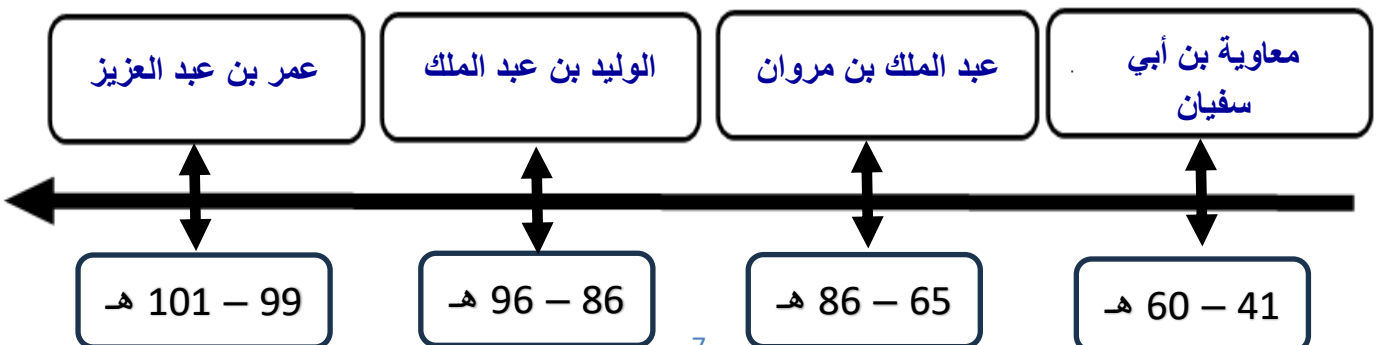 معاوية بن أبي
سفيان
عبد الملك بن مروان
الوليد بن عبد الملك
عمر بن عبد العزيز
41 – 60 هـ
65 – 86 هـ
86 – 96 هـ
99 – 101 هـ